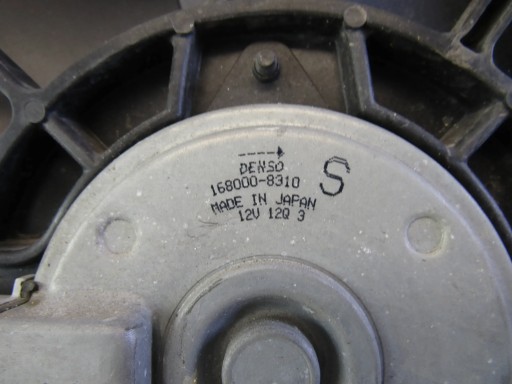 DENSO
168000-8310 S
MADE IN JAPAN
12V 12Q 3